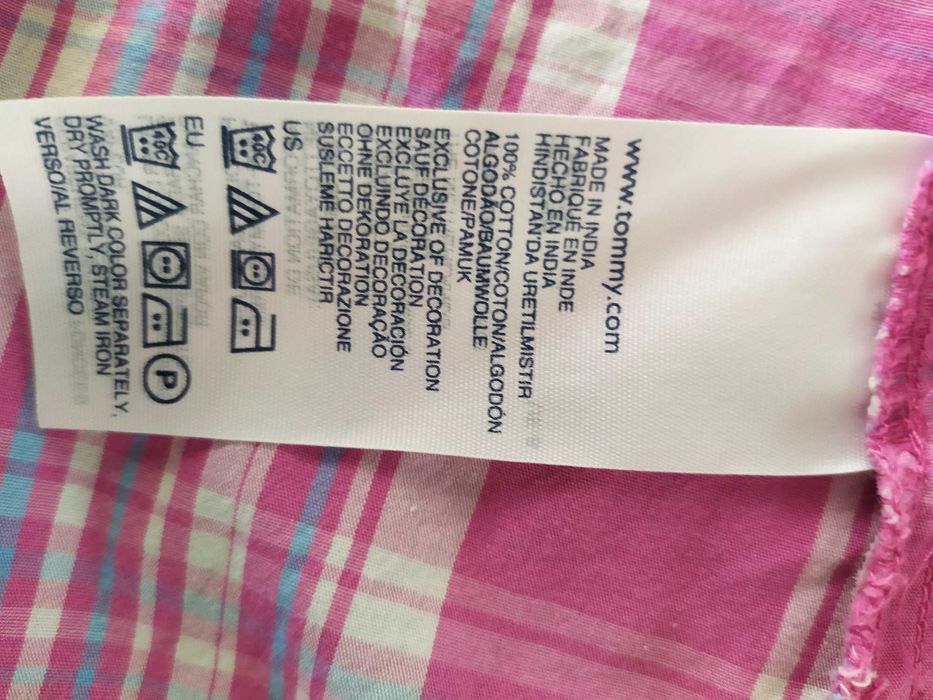 www.tommy.com
MADE IN INDIA
FABRIQUÉ EN INDE
HECHO EN INDIA
HINDISTAN'DA URETILMISTIR
100% COTTON/COTON/ALGODÓN
ALGODÃO/BAUMWOLLE
COTONE/PAMUK
EXCLUSIVE OF DECORATION
SAUF DÉCORATION
EXCLUYE LA DECORACIÓN
EXCLUINDO DECORAÇÃO
OHNE DEKORATION
ECCETTO DECORAZIONE
SUSLEME HARICTIR
US
40C
EU
40C
P
WASH DARK COLOR SEPARATELY,
DRY PROMPTLY, STEAM IRON
VERSO/AL REVERSO